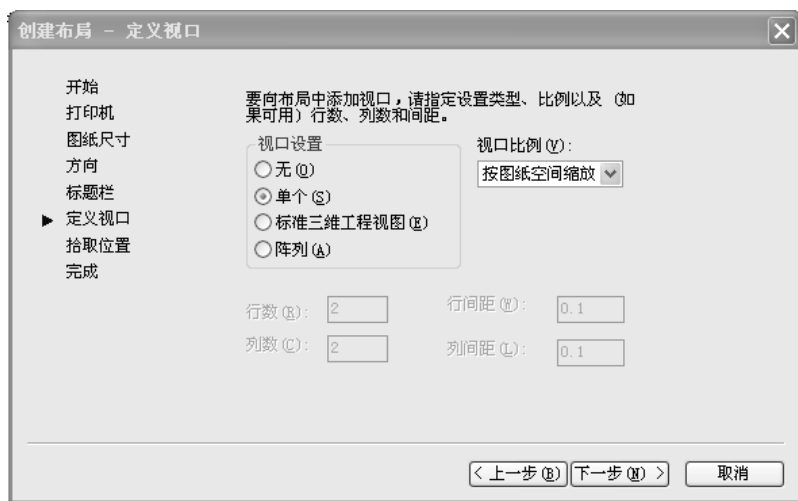 创建布局 - 定义视口
开始
打印机
图纸尺寸
方向
标题栏
定义视口
拾取位置
完成
要向布局中添加视口，请指定设置类型、比例以及（如
果可用）行数、列数和间距。
视口设置
无(O)
单个(S)
标准三维工程视图(E)
阵列(A)
视口比例(V):
按图纸空间缩放
行数(R): 2
行间距(W): 0.1
列数(C): 2
列间距(L): 0.1
< 上一步(B) 下一步(N) > 取消